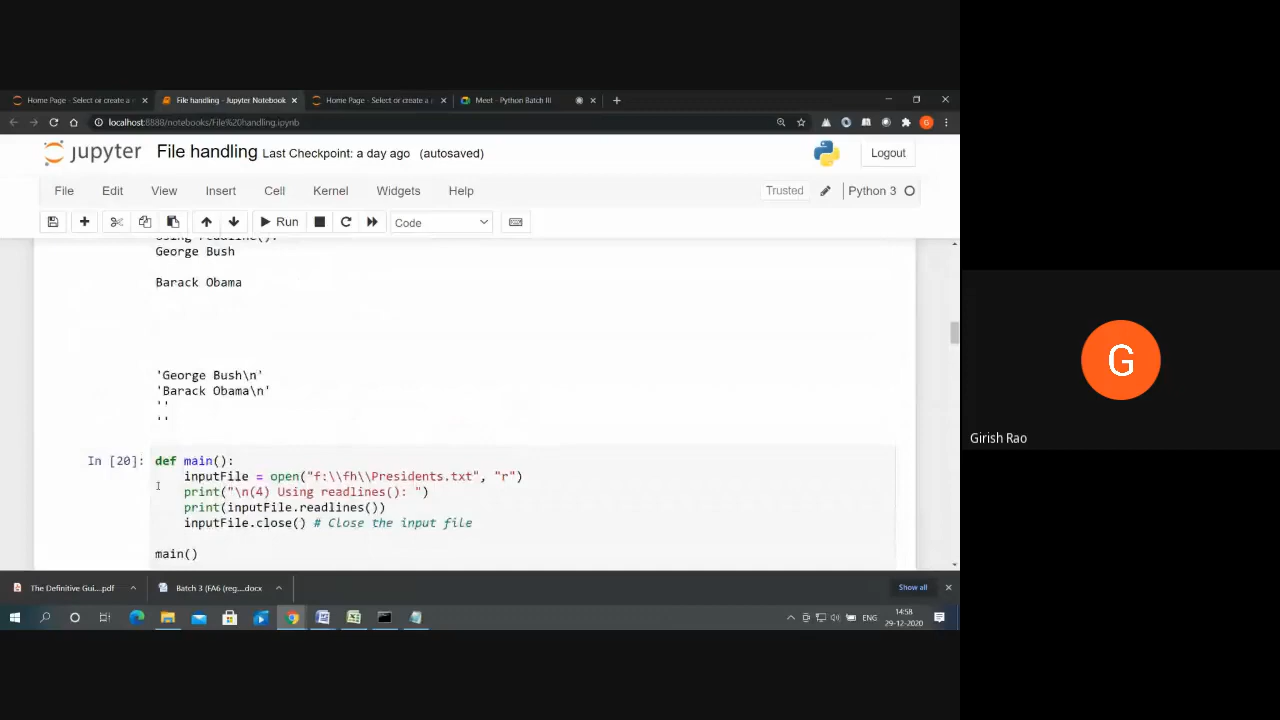 Home Page - Select or create a
File handling - Jupyter Notebook
Home Page - Select or create a
Meet - Python Batch III
localhost:8888/notebooks/File%20handling.ipynb
G
jupyter
File handling Last Checkpoint: a day ago (autosaved)
Logout
File Edit View Insert Cell Kernel Widgets Help
Trusted
Python 3
Run
Code
Using readline():
George Bush
Barack Obama
'George Bush\n'
'Barack Obama\n'
''
''
In [20]: def main():
inputFile = open("f:\\fh\\Presidents.txt", "r")
print("\n(4) Using readlines(): ")
print(inputFile.readlines())
inputFile.close() # Close the input file
main()
G
Girish Rao
The Definitive Gui....pdf
Batch 3 (FA6 (reg....docx
Show all
ENG
14:58
29-12-2020